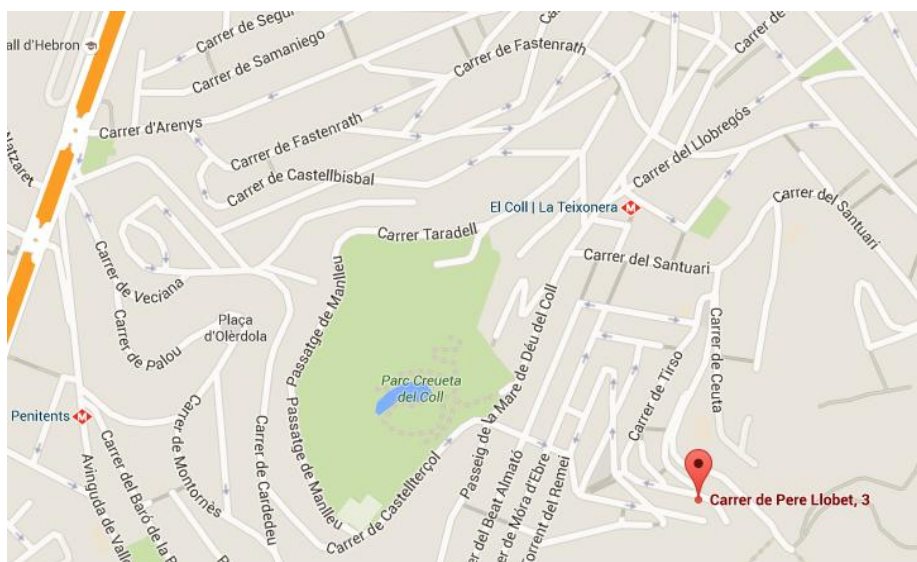 Carrer de Segur
all d'Hebron
Carrer de Samaniego
Carrer de Fastenrath
Carrer de
Carrer d'Arenys
Natzaret
Carrer de Fastenrath
Carrer de Castellbisbal
Carrer del Llobregós
Carrer del Santuari
El Coll | La Teixonera
Carrer Taradell
Carrer del Santuari
Carrer de Veciana
Passatge de Manlleu
Plaça
d'Olèrdola
Carrer de Palou
Passeig de la Mare de Déu del Coll
Carrer de Ceuta
Carrer de Tirso
Parc Creueta
del Coll
Penitents
Passatge de Manlleu
Carrer de Montornès
Carrer de Cardedeu
Carrer de Castellterçol
Avinguda de Vallc
Carrer del Baró de la
er del Beat Almató
er de Móra d'Ebre
Torrent del Remei
Carrer de Pere Llobet, 3